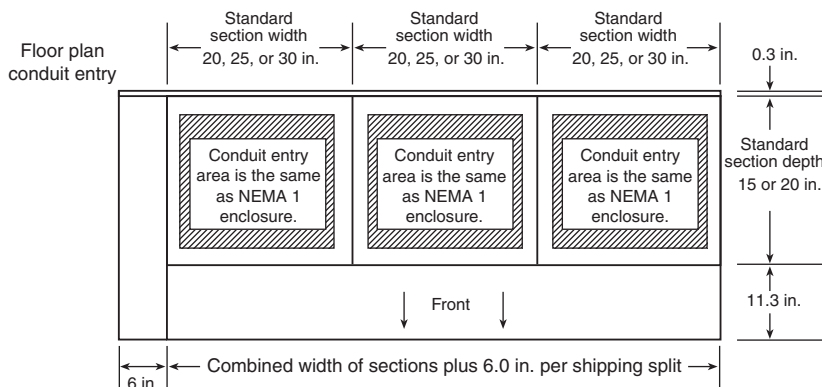 Floor plan
conduit entry
Standard
section width
20, 25, or 30 in.
Standard
section width
20, 25, or 30 in.
Standard
section width
20, 25, or 30 in.
0.3 in.
Conduit entry
area is the same
as NEMA 1
enclosure.
Conduit entry
area is the same
as NEMA 1
enclosure.
Conduit entry
area is the same
as NEMA 1
enclosure.
Standard
section depth
15 or 20 in.
Front
11.3 in.
6 in
Combined width of sections plus 6.0 in. per shipping split